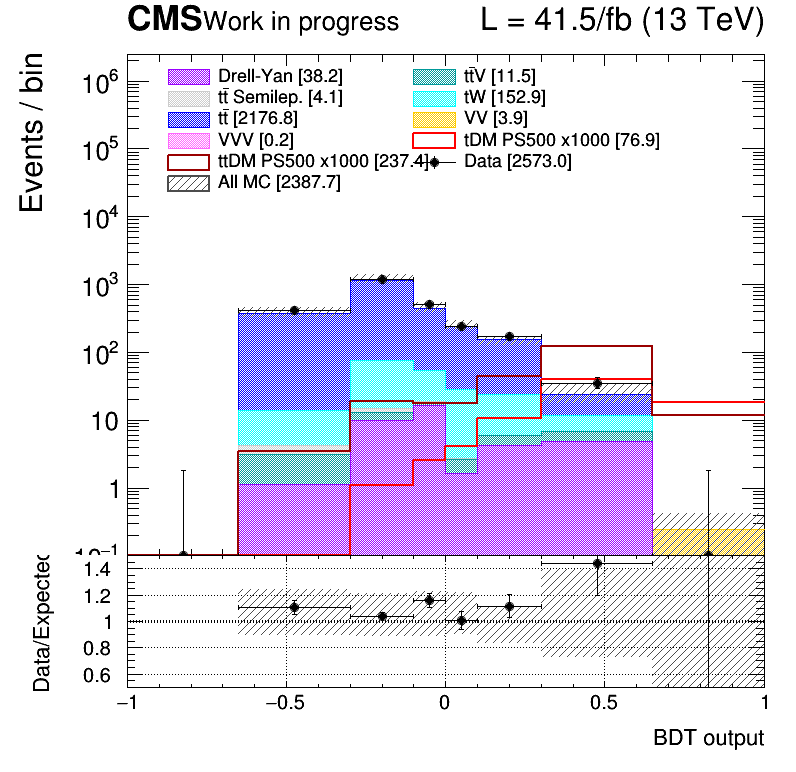 CMS Work in progress L = 41.5/fb (13 TeV)
Events / bin
Drell-Yan [38.2] tt̄V [11.5]
tt̄ Semilep. [4.1] tW [152.9]
tt̄ [2176.8] VV [3.9]
VVV [0.2] tDM PS500 x1000 [76.9]
ttDM PS500 x1000 [237.4] Data [2573.0]
All MC [2387.7]
10⁶
10⁵
10⁴
10³
10²
10
1
10⁻¹
Data/Expected
1.4
1.2
1
0.8
0.6
−1 −0.5 0 0.5 1
BDT output